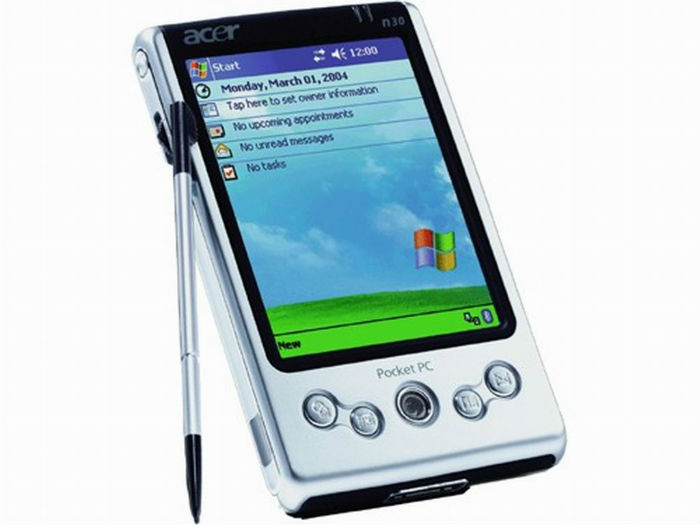 acer
n30
Start
12:00
Monday, March 01, 2004
Tap here to set owner information
No upcoming appointments
No unread messages
No tasks
New
Pocket PC